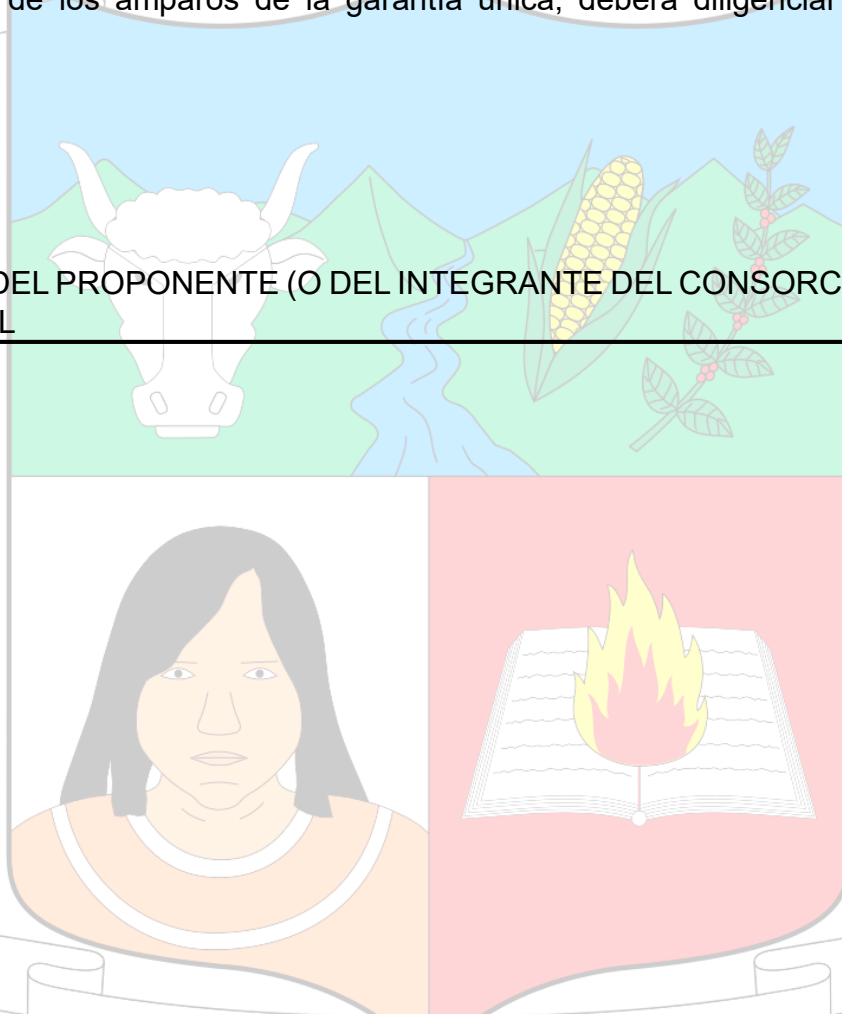 de los amparos de la garantía única, deberá diligenciar
DEL PROPONENTE (O DEL INTEGRANTE DEL CONSORC
L